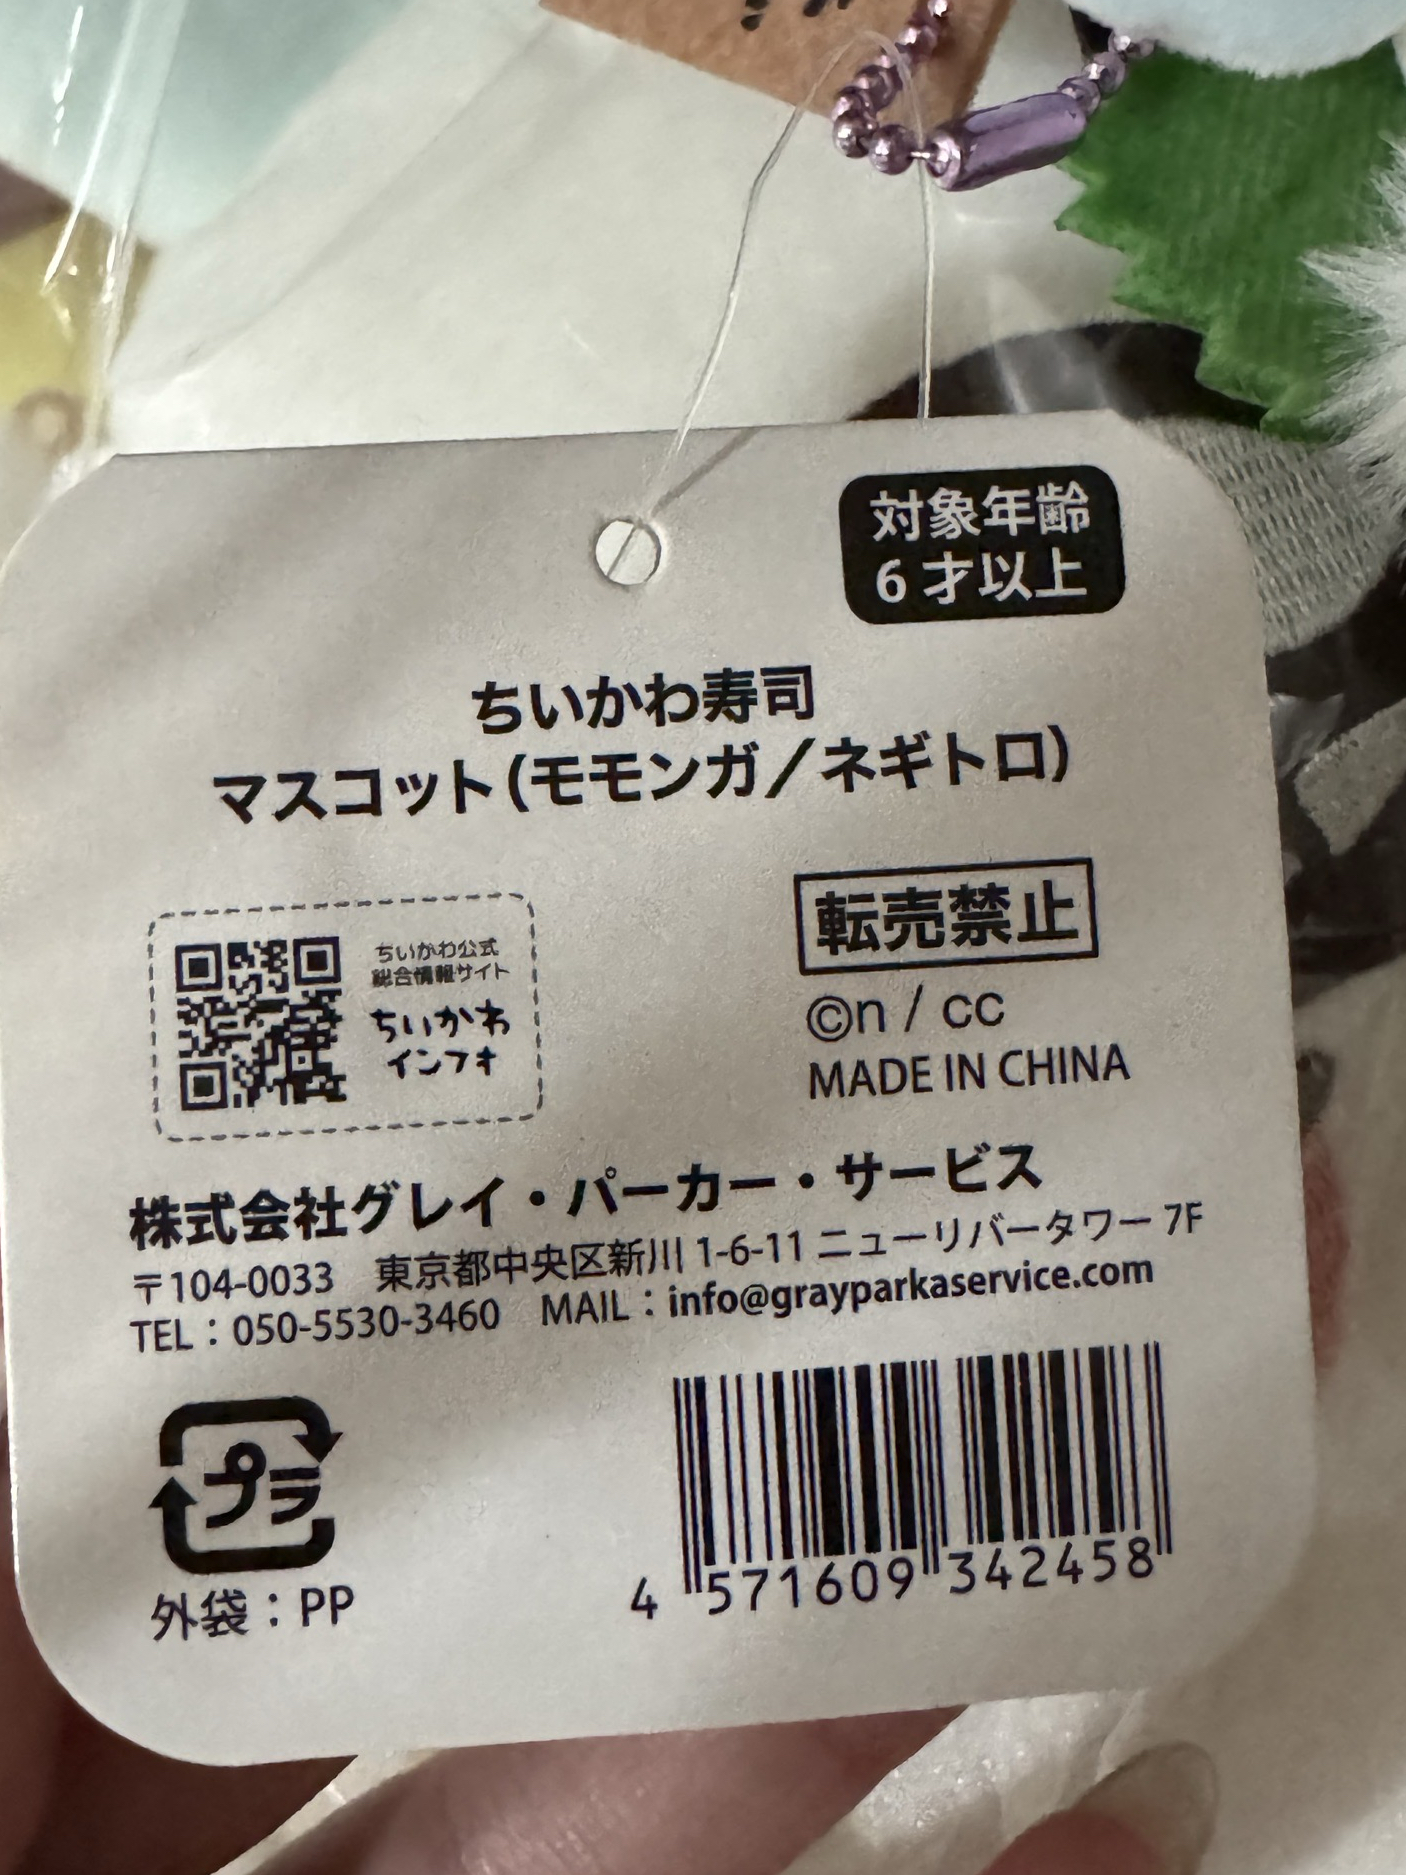 対象年齢
6才以上
ちいかわ寿司
マスコット(モモンガ／ネギトロ)
ちいかわ公式
総合情報サイト
ちいかわ
インフォ
転売禁止
©n / cc
MADE IN CHINA
株式会社グレイ・パーカー・サービス
〒104-0033 東京都中央区新川 1-6-11 ニューリバータワー 7F
TEL：050-5530-3460 MAIL：info@grayparkaservice.com
プラ
外袋：PP
4 571609 342458